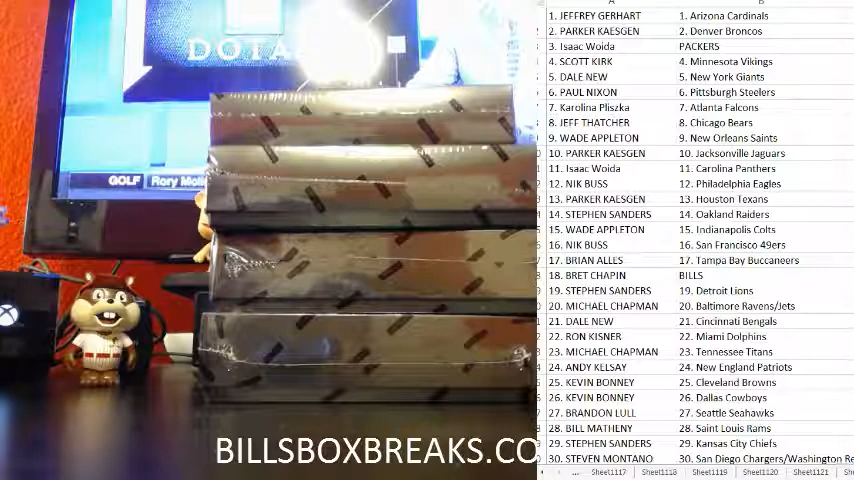 DOTA
GOLF Rory
BILLSBOXBREAKS.CO
A B
1. JEFFREY GERHART 1. Arizona Cardinals
2. PARKER KAESGEN 2. Denver Broncos
3. Isaac Woida PACKERS
4. SCOTT KIRK 4. Minnesota Vikings
5. DALE NEW 5. New York Giants
6. PAUL NIXON 6. Pittsburgh Steelers
7. Karolina Pliszka 7. Atlanta Falcons
8. JEFF THATCHER 8. Chicago Bears
9. WADE APPLETON 9. New Orleans Saints
10. PARKER KAESGEN 10. Jacksonville Jaguars
11. Isaac Woida 11. Carolina Panthers
12. NIK BUSS 12. Philadelphia Eagles
13. PARKER KAESGEN 13. Houston Texans
14. STEPHEN SANDERS 14. Oakland Raiders
15. WADE APPLETON 15. Indianapolis Colts
16. NIK BUSS 16. San Francisco 49ers
17. BRIAN ALLES 17. Tampa Bay Buccaneers
18. BRET CHAPIN BILLS
19. STEPHEN SANDERS 19. Detroit Lions
20. MICHAEL CHAPMAN 20. Baltimore Ravens/Jets
21. DALE NEW 21. Cincinnati Bengals
22. RON KISNER 22. Miami Dolphins
23. MICHAEL CHAPMAN 23. Tennessee Titans
24. ANDY KELSAY 24. New England Patriots
25. KEVIN BONNEY 25. Cleveland Browns
26. KEVIN BONNEY 26. Dallas Cowboys
27. BRANDON LULL 27. Seattle Seahawks
28. BILL MATHENY 28. Saint Louis Rams
29. STEPHEN SANDERS 29. Kansas City Chiefs
30. STEVEN MONTANO 30. San Diego Chargers/Washington Re
... Sheet1117 Sheet1118 Sheet1119 Sheet1120 Sheet1121 Sh